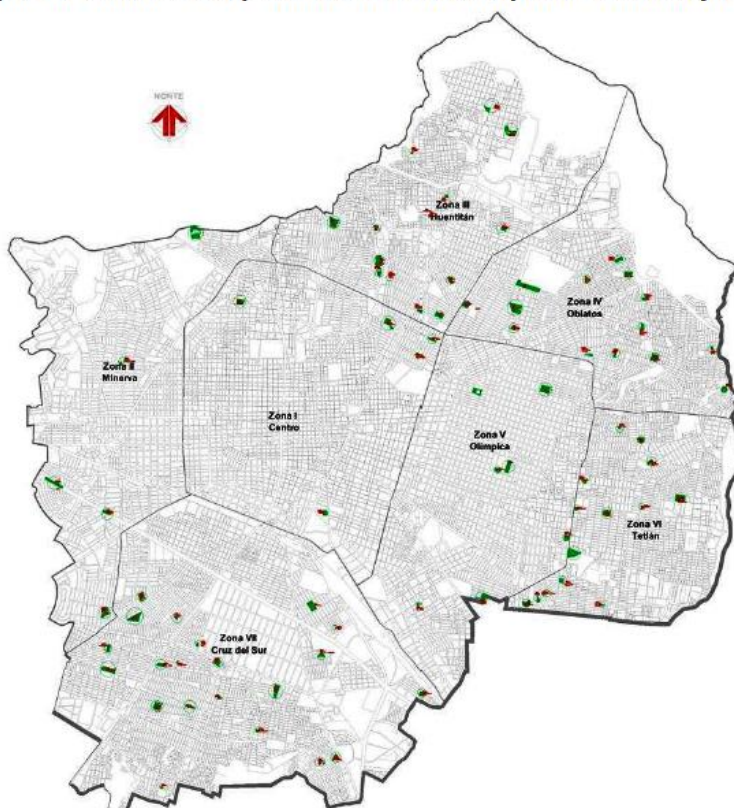 NORTE
Zona III
Huentitán
Zona IV
Oblatos
Zona II
Minerva
Zona I
Centro
Zona V
Olímpica
Zona VI
Tetlán
Zona VII
Cruz del Sur